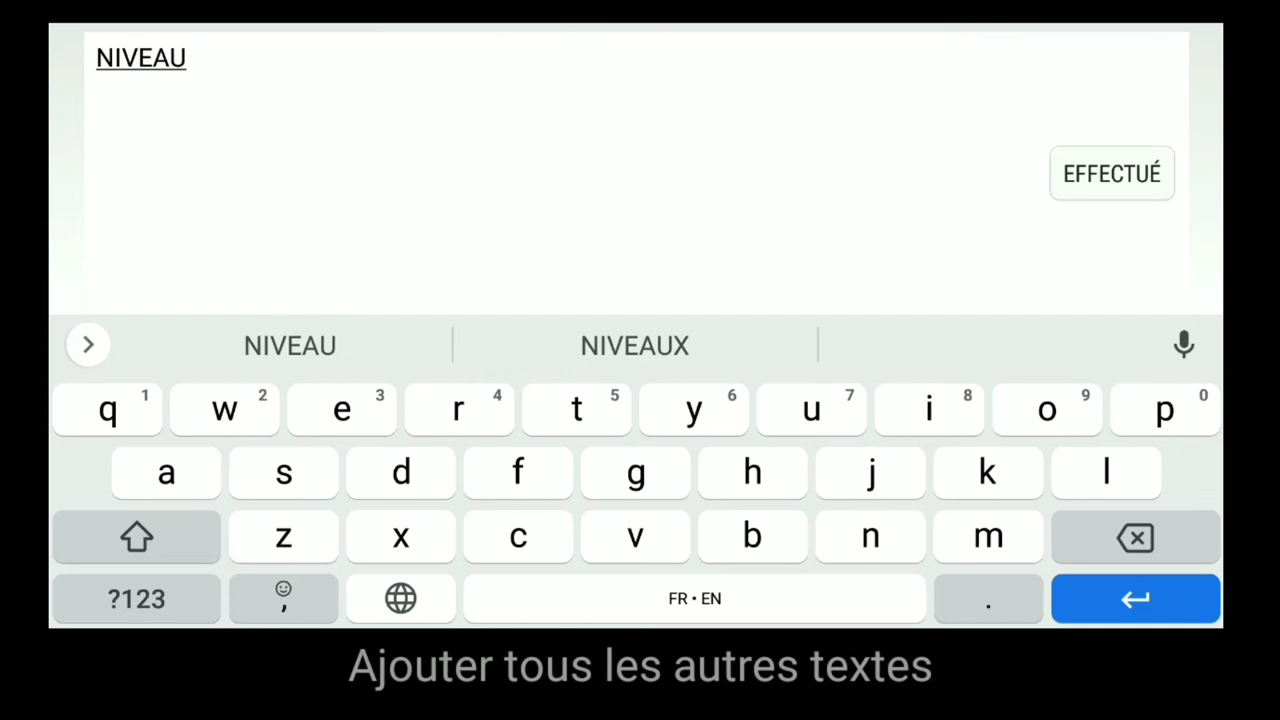 NIVEAU
EFFECTUÉ
NIVEAU NIVEAUX
q 1 w 2 e 3 r 4 t 5 y 6 u 7 i 8 o 9 p 0
a s d f g h j k l
z x c v b n m
?123 , FR • EN .
Ajouter tous les autres textes